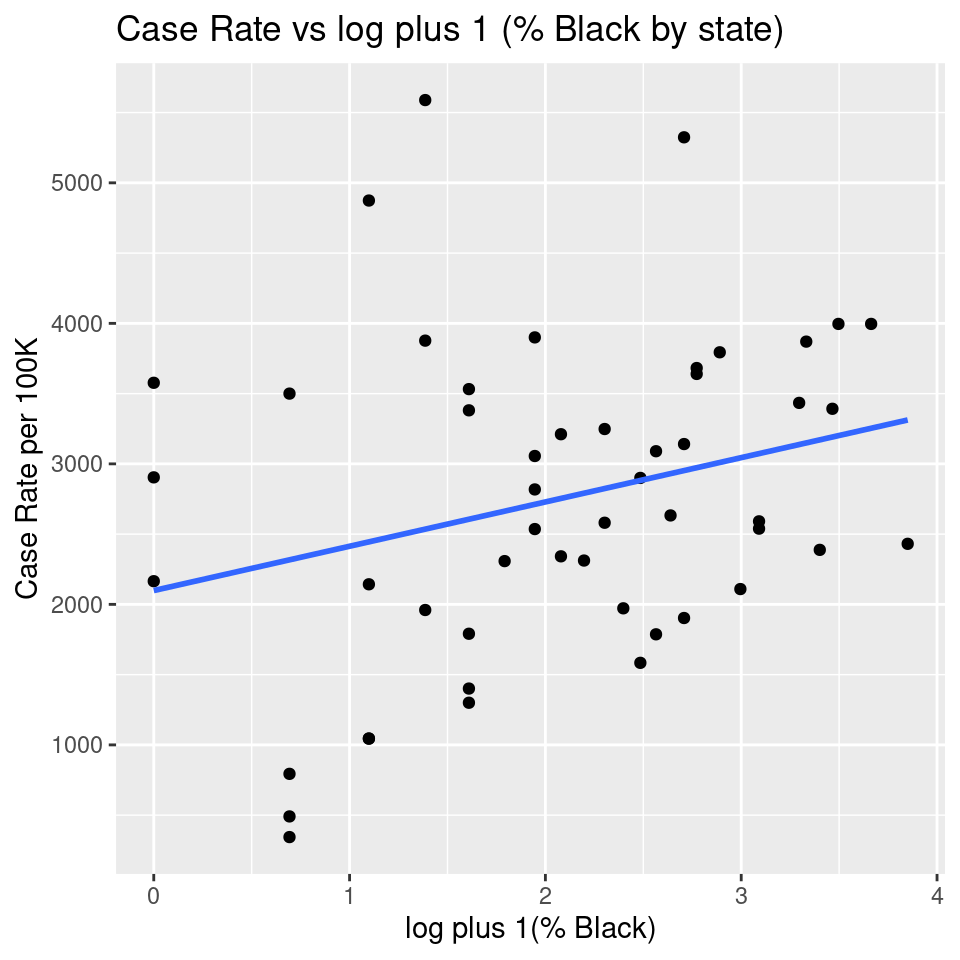 Case Rate vs log plus 1 (% Black by state)
Case Rate per 100K
5000
4000
3000
2000
1000
0 1 2 3 4
log plus 1(% Black)